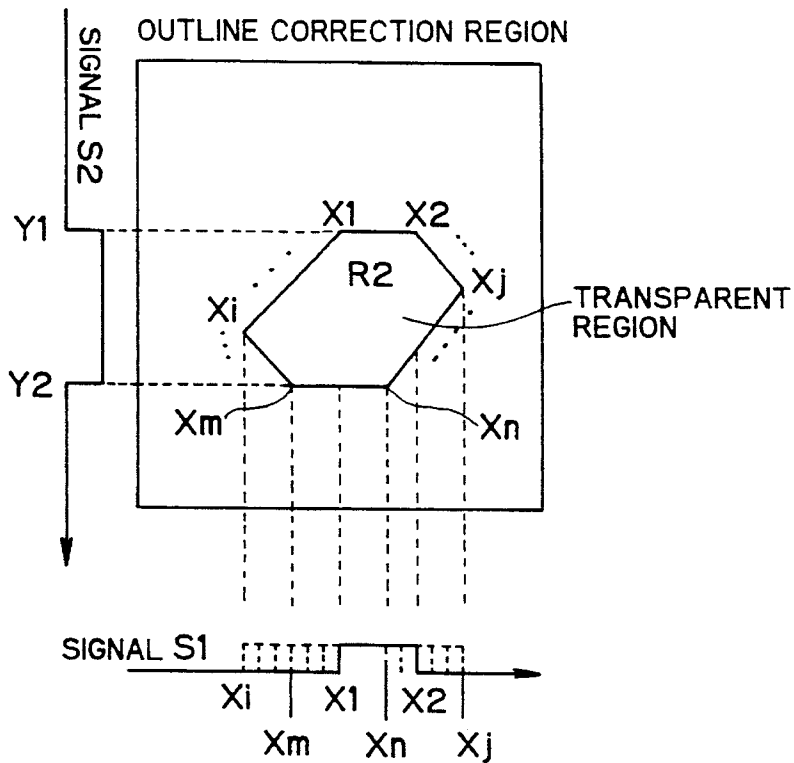 OUTLINE CORRECTION REGION
SIGNAL S2
Y1
X1 X2
R2
Xj
Xi
TRANSPARENT
REGION
Y2
Xm
Xn
SIGNAL S1
Xi X1 X2
Xm Xn Xj